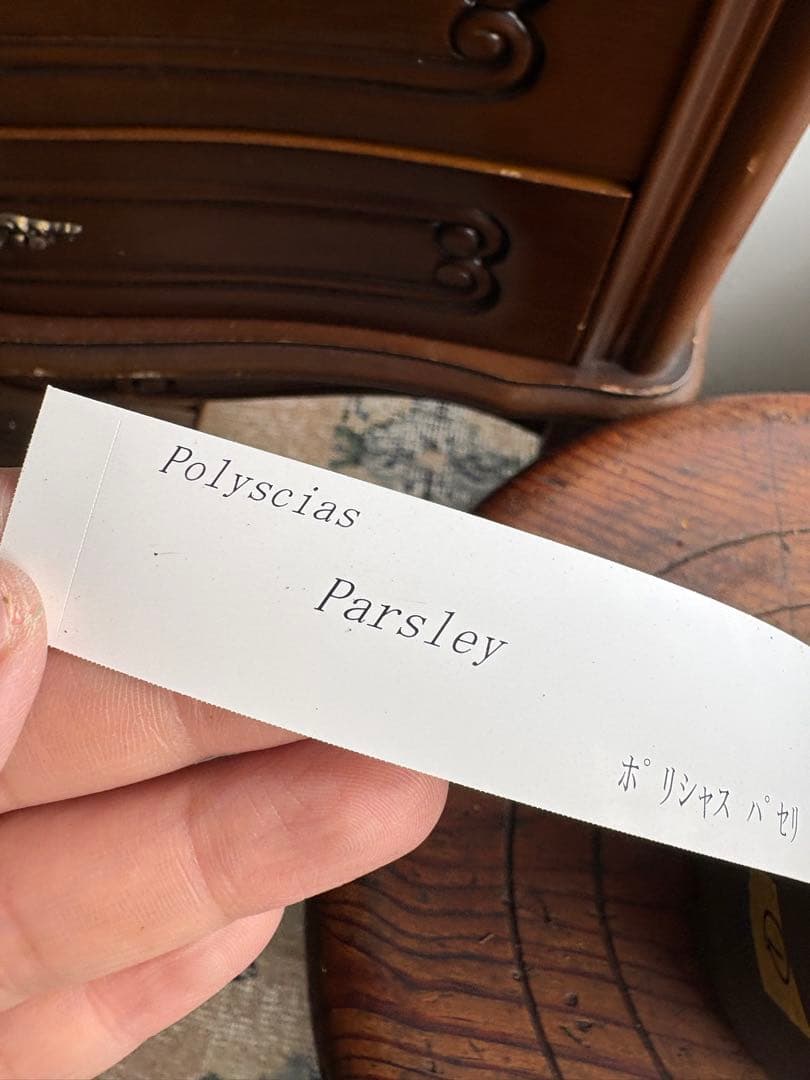 Polyscias
Parsley
ﾎﾟﾘｼｬｽ ﾊﾟｾﾘ